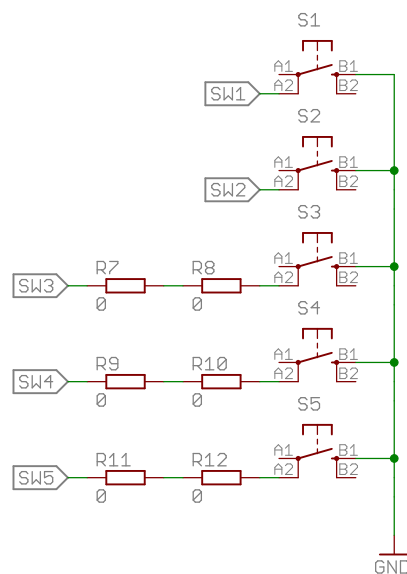 S1
A1 B1
SW1 A2 B2
S2
A1 B1
SW2 A2 B2
S3
R7 R8 A1 B1
SW3 A2 B2
0 0
S4
R9 R10 A1 B1
SW4 A2 B2
0 0
S5
R11 R12 A1 B1
SW5 A2 B2
0 0
GND